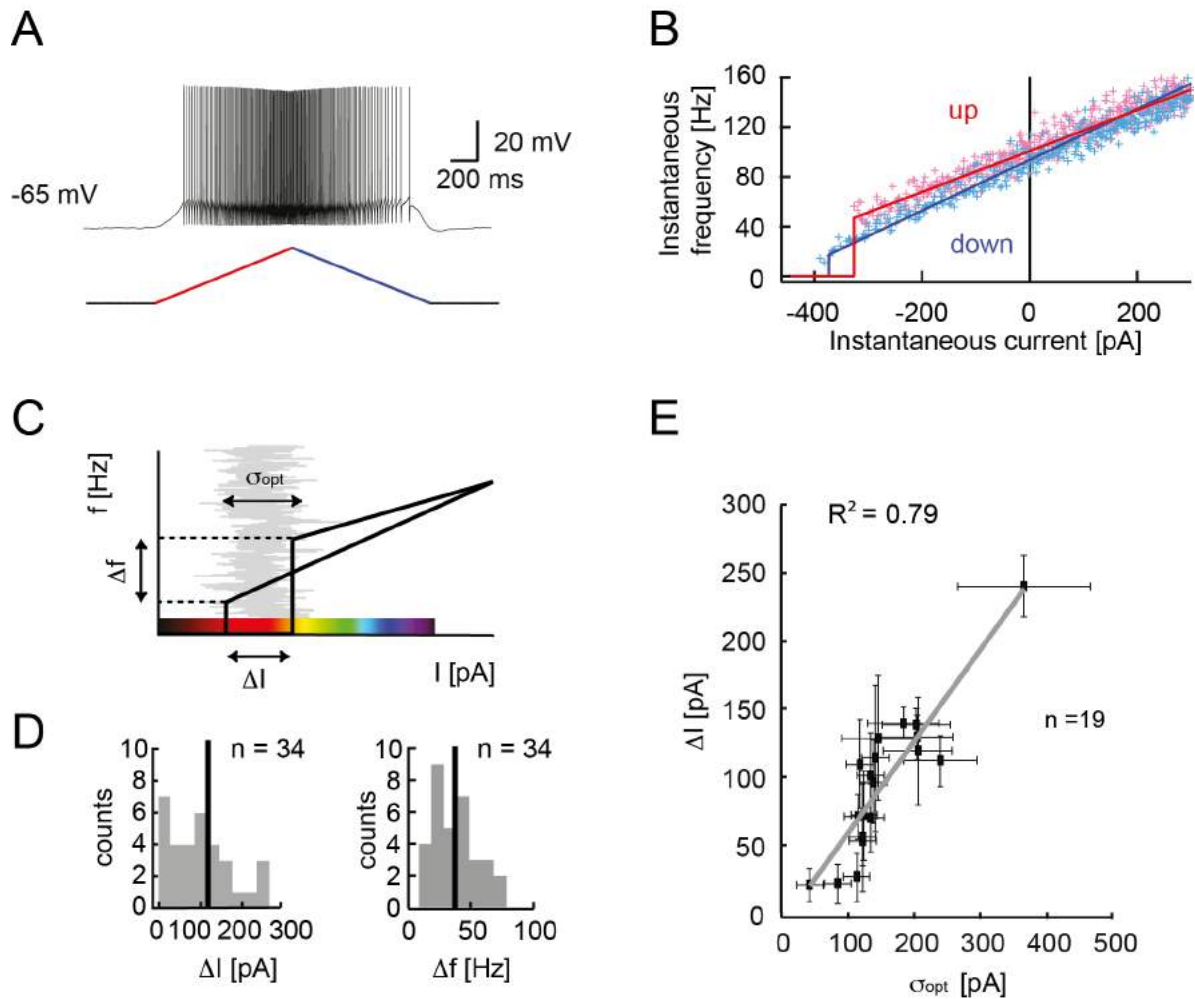 A
20 mV
200 ms
-65 mV
B
Instantaneous
frequency [Hz]
160
120
80
40
0
up
down
-400
-200
0
200
Instantaneous current [pA]
C
f [Hz]
σopt
Δf
ΔI
I [pA]
D
n = 34
counts
10
8
6
4
2
0
0
100
200
300
ΔI [pA]
n = 34
counts
10
8
6
4
2
0
0
50
100
Δf [Hz]
E
R² = 0.79
n =19
ΔI [pA]
300
250
200
150
100
50
0
0
100
200
300
400
500
σopt [pA]